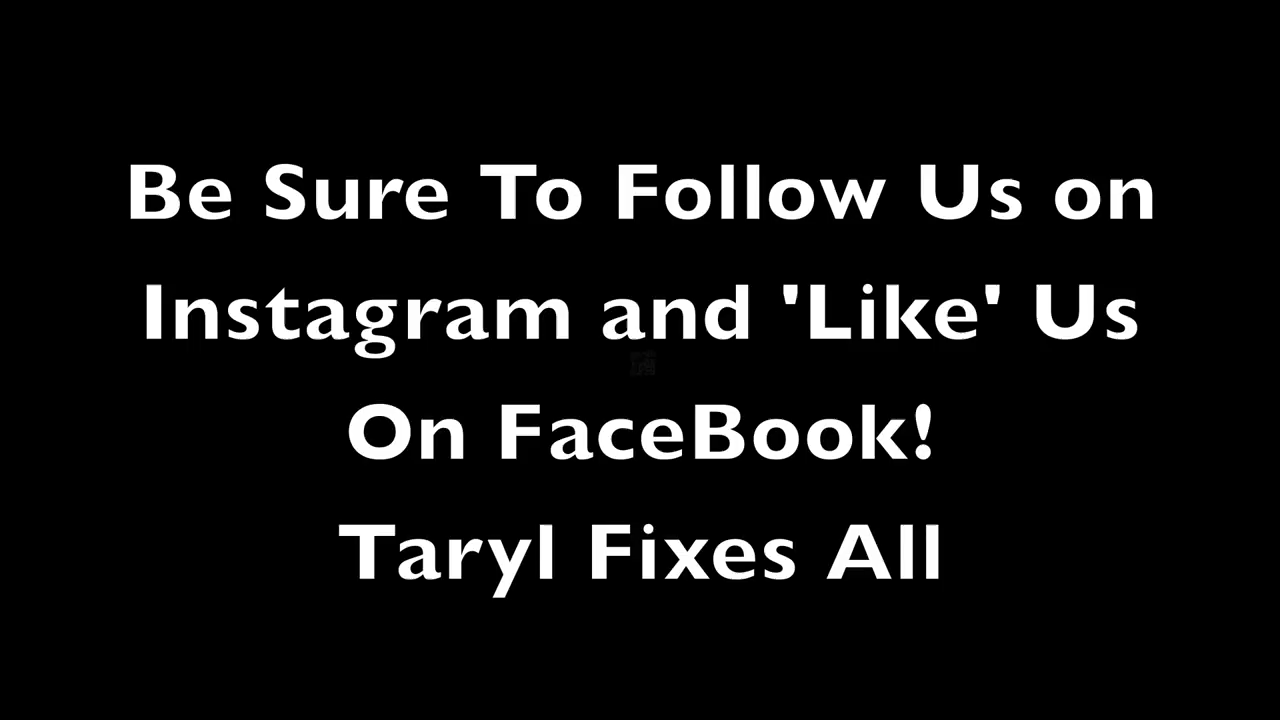 Be Sure To Follow Us on
Instagram and 'Like' Us
On FaceBook!
Taryl Fixes All